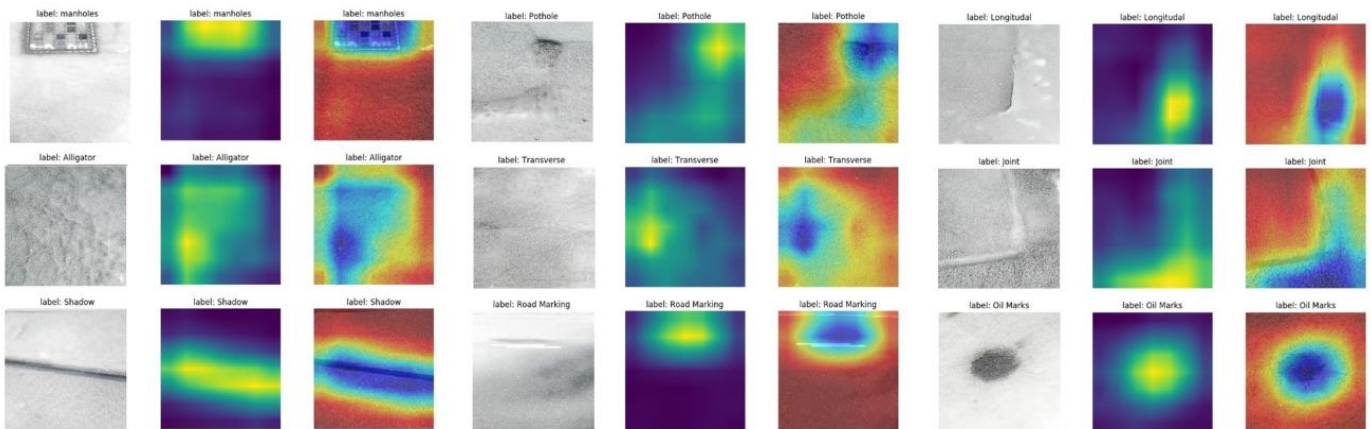 label: manholes
label: manholes
label: manholes
label: Pothole
label: Pothole
label: Pothole
label: Longitudal
label: Longitudal
label: Longitudal
label: Alligator
label: Alligator
label: Alligator
label: Transverse
label: Transverse
label: Transverse
label: Joint
label: Joint
label: Joint
label: Shadow
label: Shadow
label: Shadow
label: Road Marking
label: Road Marking
label: Road Marking
label: Oil Marks
label: Oil Marks
label: Oil Marks